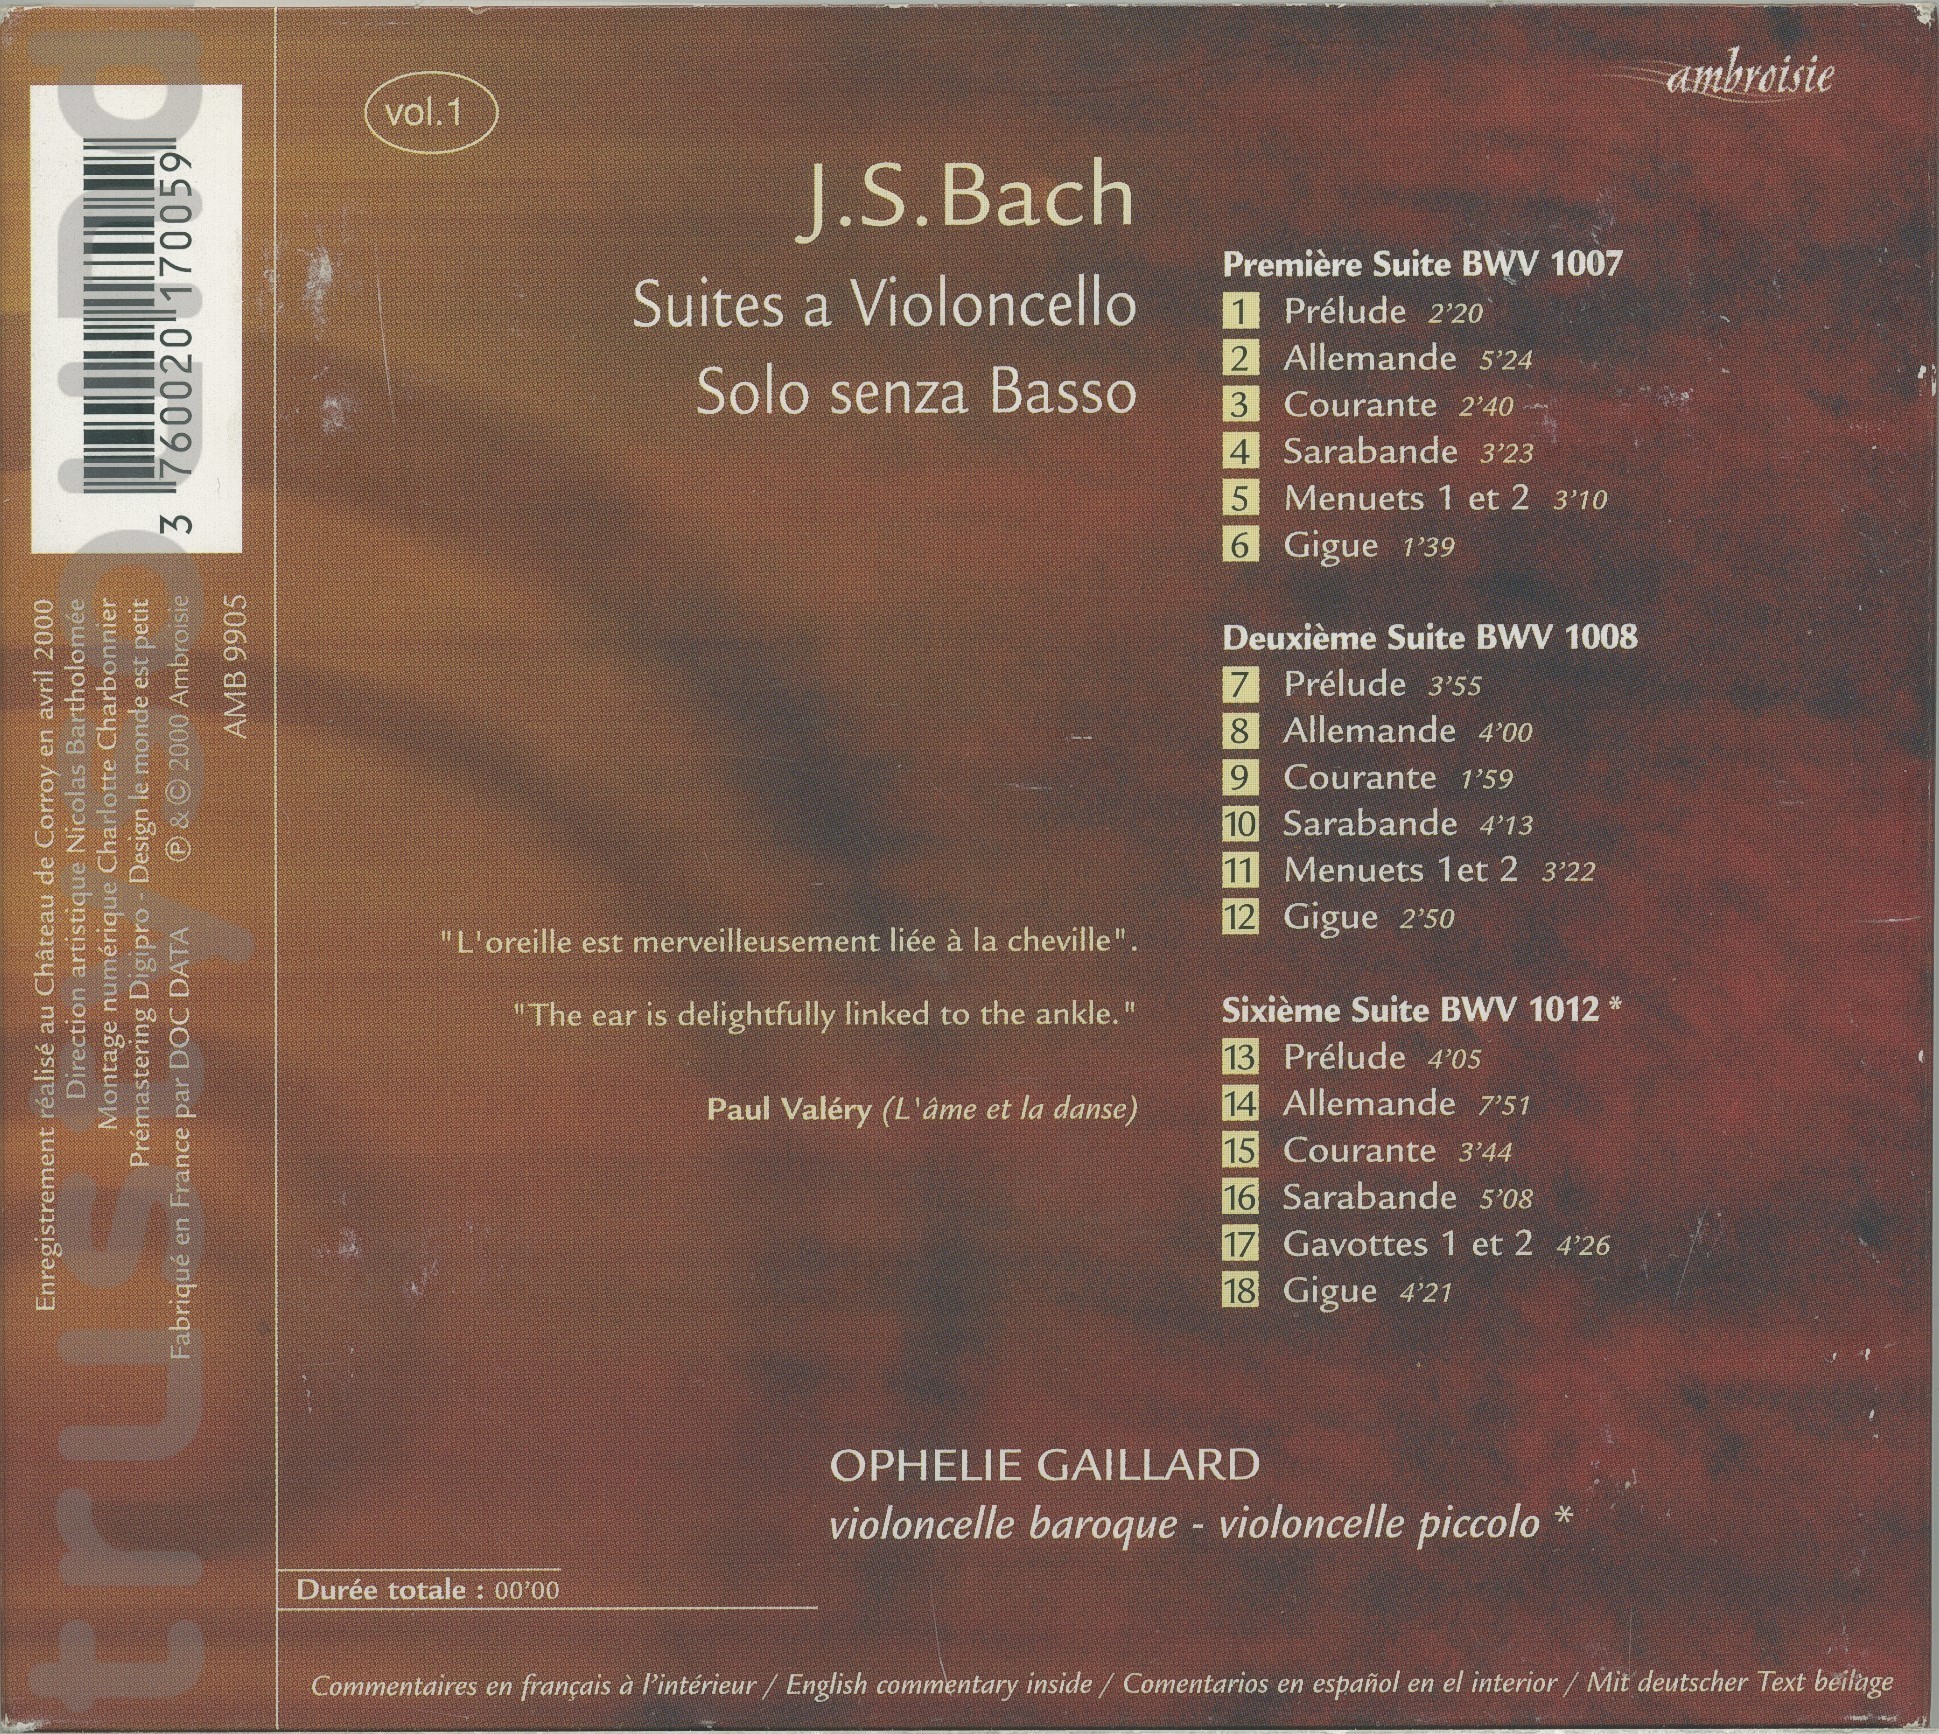 vol.1
ambroisie
J.S.Bach
Suites a Violoncello
Solo senza Basso
"L'oreille est merveilleusement liée à la cheville".
"The ear is delightfully linked to the ankle."
Paul Valéry (L'âme et la danse)
Première Suite BWV 1007
1 Prélude 2'20
2 Allemande 5'24
3 Courante 2'40
4 Sarabande 3'23
5 Menuets 1 et 2 3'10
6 Gigue 1'39
Deuxième Suite BWV 1008
7 Prélude 3'55
8 Allemande 4'00
9 Courante 1'59
10 Sarabande 4'13
11 Menuets 1et 2 3'22
12 Gigue 2'50
Sixième Suite BWV 1012 *
13 Prélude 4'05
14 Allemande 7'51
15 Courante 3'44
16 Sarabande 5'08
17 Gavottes 1 et 2 4'26
18 Gigue 4'21
OPHELIE GAILLARD
violoncelle baroque - violoncelle piccolo *
Durée totale : 00'00
Commentaires en français à l'intérieur / English commentary inside / Comentarios en español en el interior / Mit deutscher Text beilage
3 760020 170059
Enregistrement réalisé au Château de Corroy en avril 2000
Direction artistique Nicolas Bartholomée
Montage numérique Charlotte Charbonnier
Prémastering Digipro - Design le monde est petit
Fabriqué en France par DOC DATA ℗ & © 2000 Ambroisie
AMB 9905